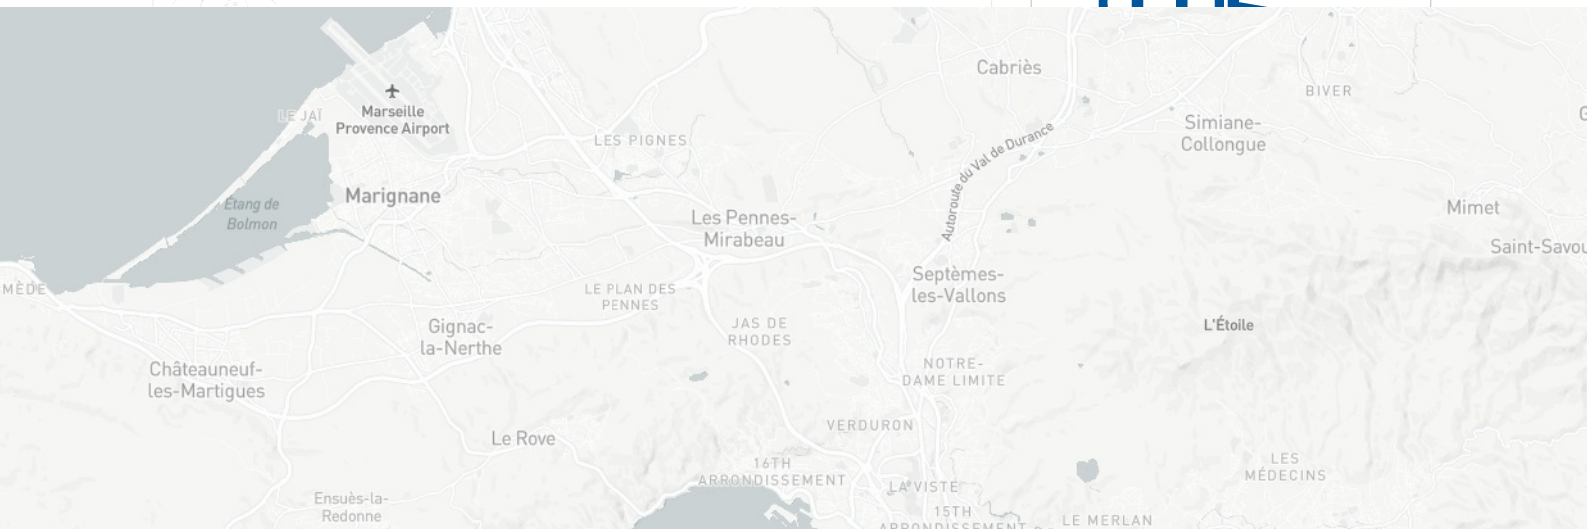 Cabriès
BIVER
LE JAÏ
Marseille
Provence Airport
LES PIGNES
Simiane-
Collongue
Autoroute du Val de Durance
Marignane
Étang de
Bolmon
Les Pennes-
Mirabeau
Mimet
Saint-Savou
Septèmes-
les-Vallons
MÈDE
LE PLAN DES
PENNES
Gignac-
la-Nerthe
JAS DE
RHODES
L'Étoile
Châteauneuf-
les-Martigues
NOTRE-
DAME LIMITE
VERDURON
Le Rove
16TH
ARRONDISSEMENT
LES
MÉDECINS
LA VISTE
Ensuès-la-
Redonne
15TH
ARRONDISSEMENT
LE MERLAN